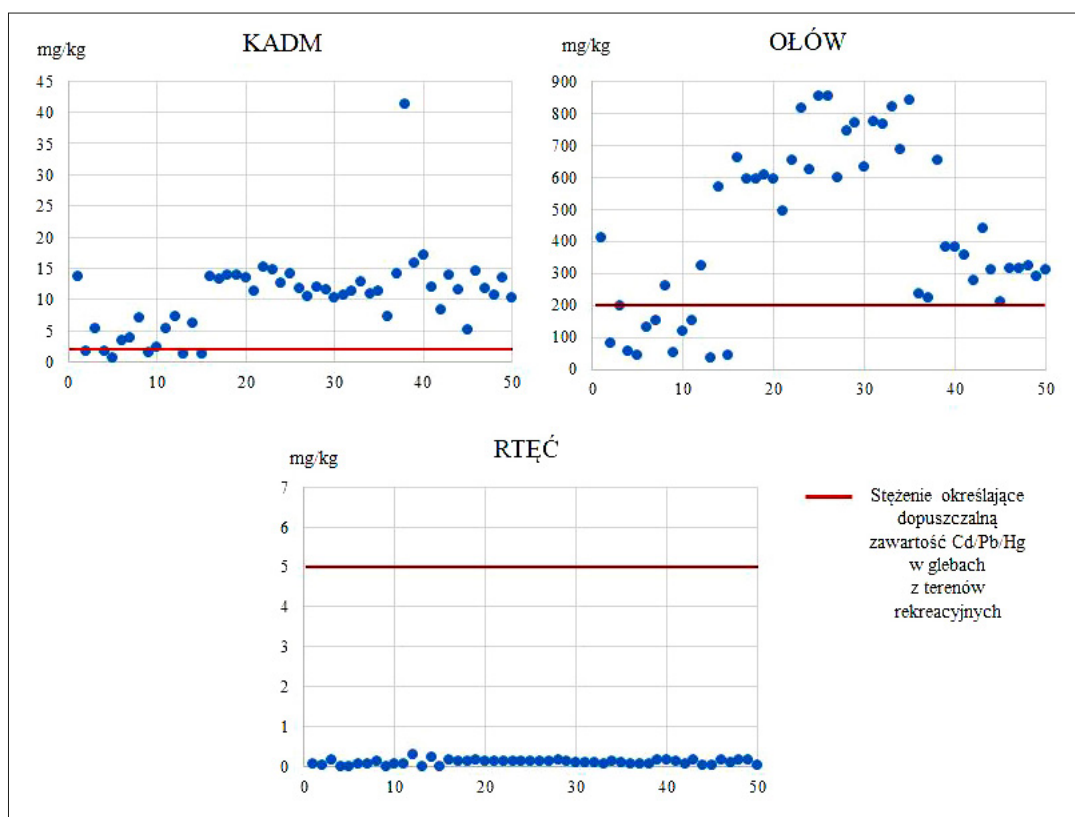 KADM
mg/kg
45
40
35
30
25
20
15
10
5
0
0 10 20 30 40 50
OŁÓW
mg/kg
900
800
700
600
500
400
300
200
100
0
0 10 20 30 40 50
RTĘĆ
mg/kg
7
6
5
4
3
2
1
0
0 10 20 30 40 50
Stężenie określające
dopuszczalną
zawartość Cd/Pb/Hg
w glebach
z terenów
rekreacyjnych